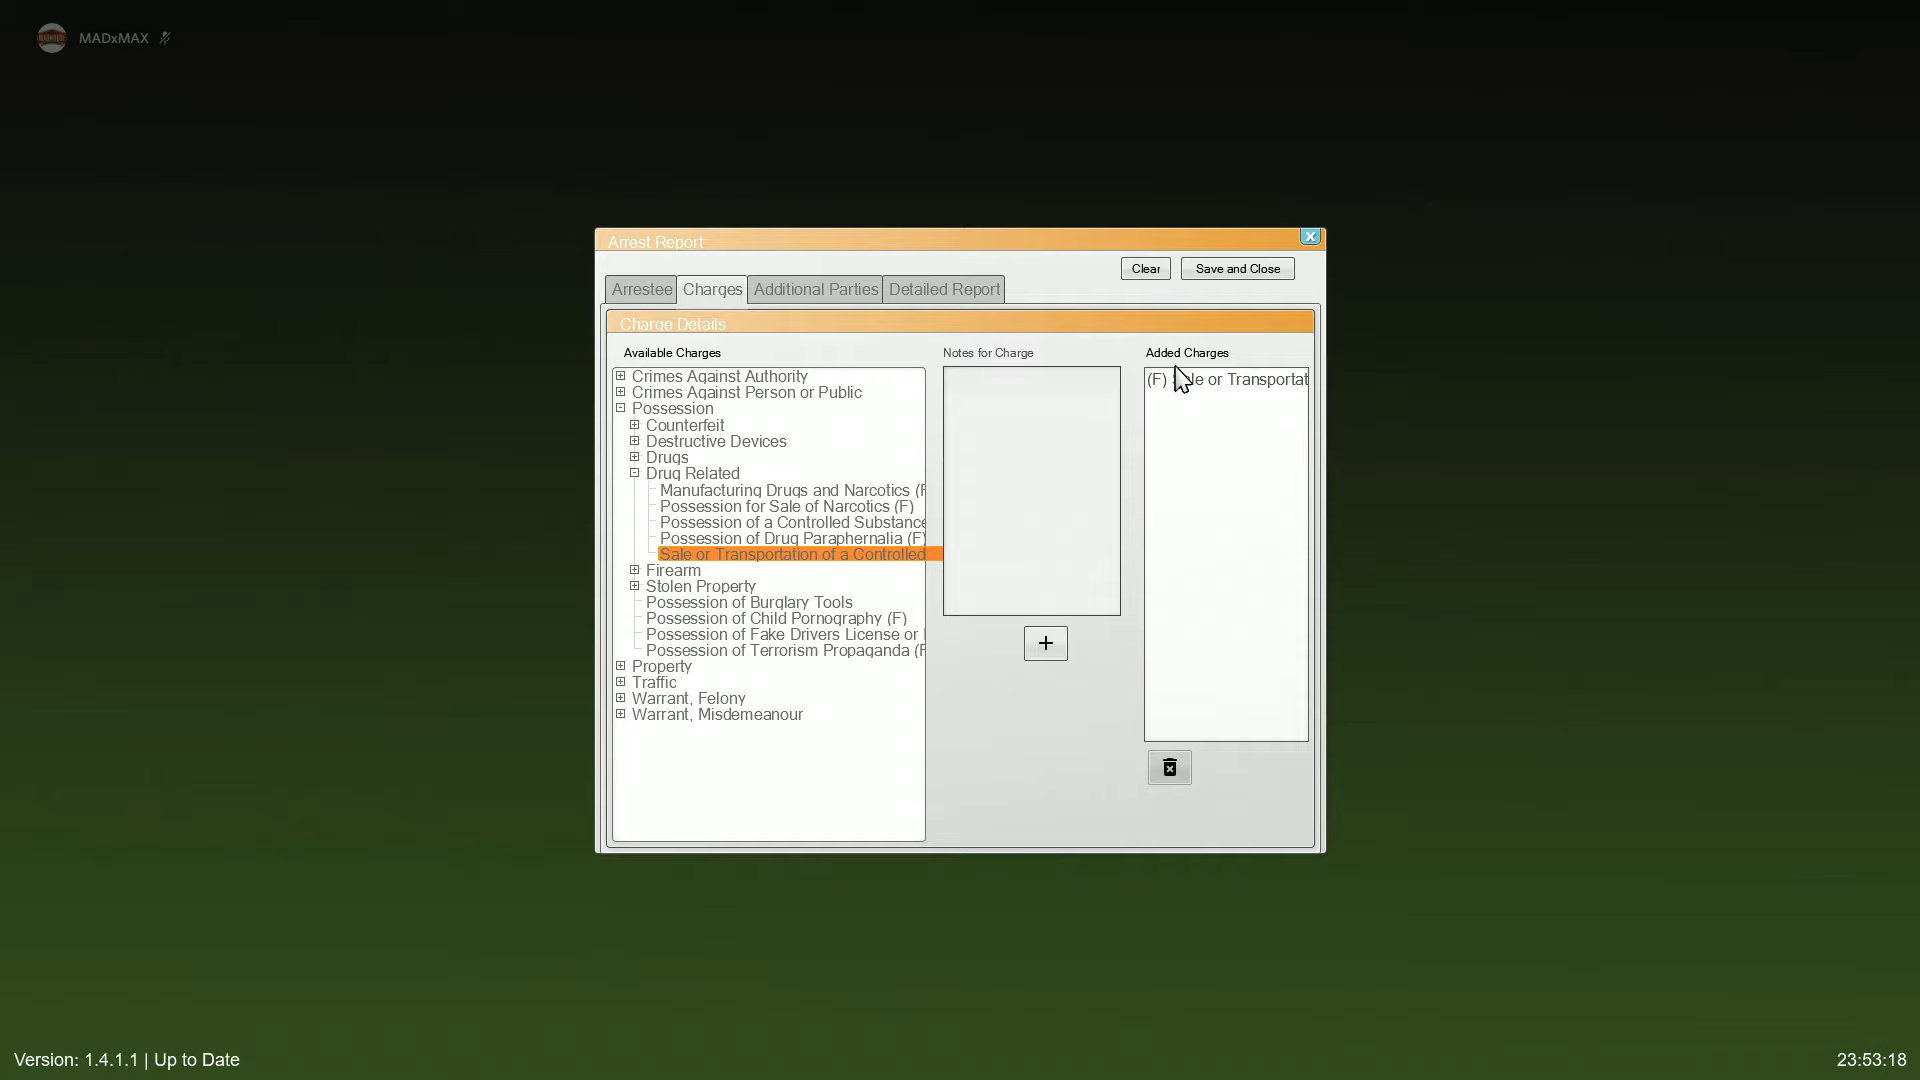 MADxMAX
Arrest Report
Clear
Save and Close
Arrestee
Charges
Additional Parties
Detailed Report
Charge Details
Available Charges
Notes for Charge
Added Charges
Crimes Against Authority
Crimes Against Person or Public
Possession
Counterfeit
Destructive Devices
Drugs
Drug Related
Manufacturing Drugs and Narcotics (F
Possession for Sale of Narcotics (F)
Possession of a Controlled Substance
Possession of Drug Paraphernalia (F)
Sale or Transportation of a Controlled
Firearm
Stolen Property
Possession of Burglary Tools
Possession of Child Pornography (F)
Possession of Fake Drivers License or
Possession of Terrorism Propaganda (F
Property
Traffic
Warrant, Felony
Warrant, Misdemeanour
(F) Sale or Transportat
Version: 1.4.1.1 | Up to Date
23:53:18